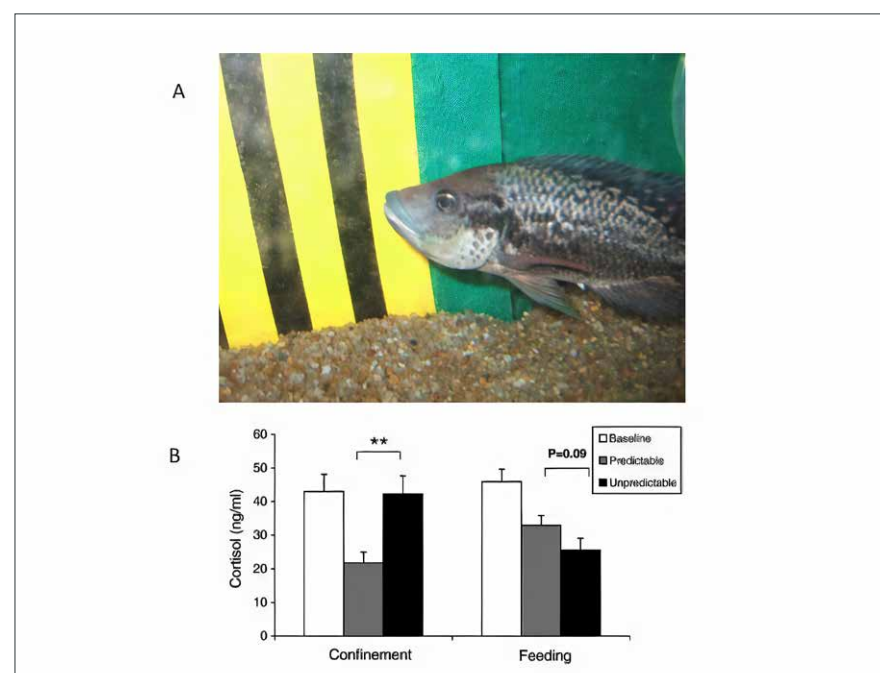 A
B
60
50
40
30
20
10
0
Cortisol (ng/ml)
**
P=0.09
Baseline
Predictable
Unpredictable
Confinement
Feeding